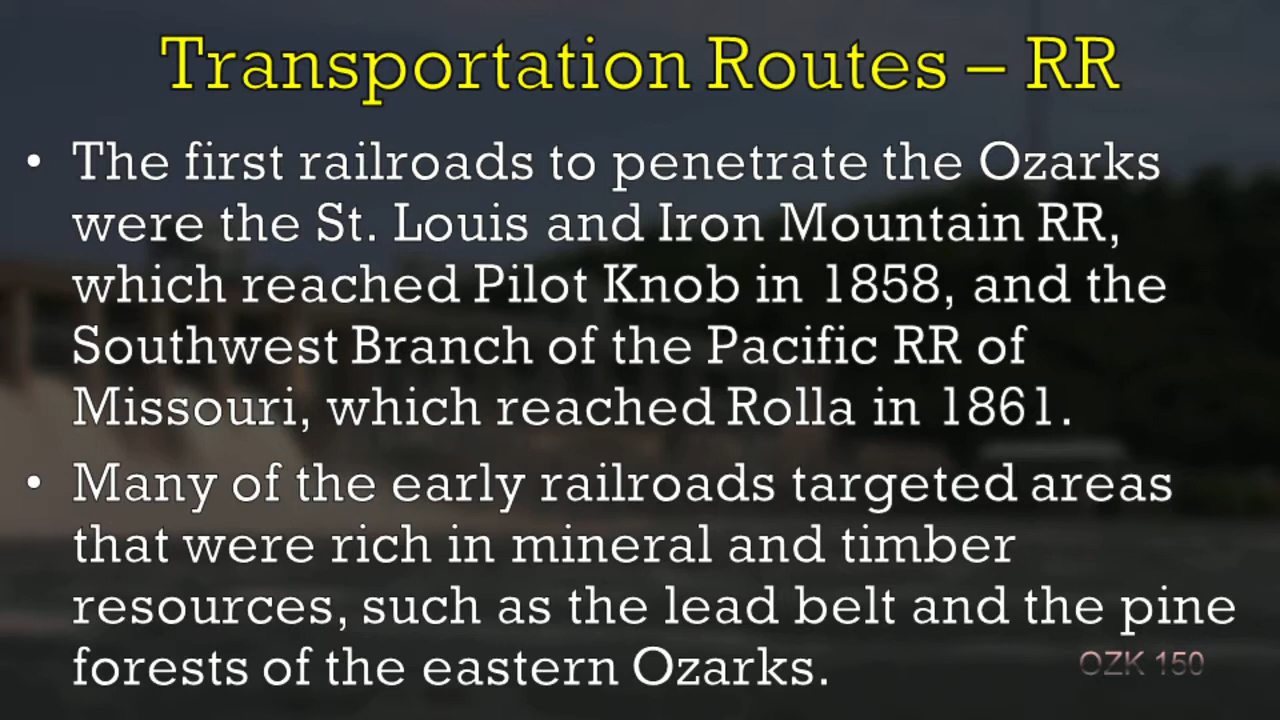 Transportation Routes – RR
• The first railroads to penetrate the Ozarks
were the St. Louis and Iron Mountain RR,
which reached Pilot Knob in 1858, and the
Southwest Branch of the Pacific RR of
Missouri, which reached Rolla in 1861.
• Many of the early railroads targeted areas
that were rich in mineral and timber
resources, such as the lead belt and the pine
forests of the eastern Ozarks.
OZK 150